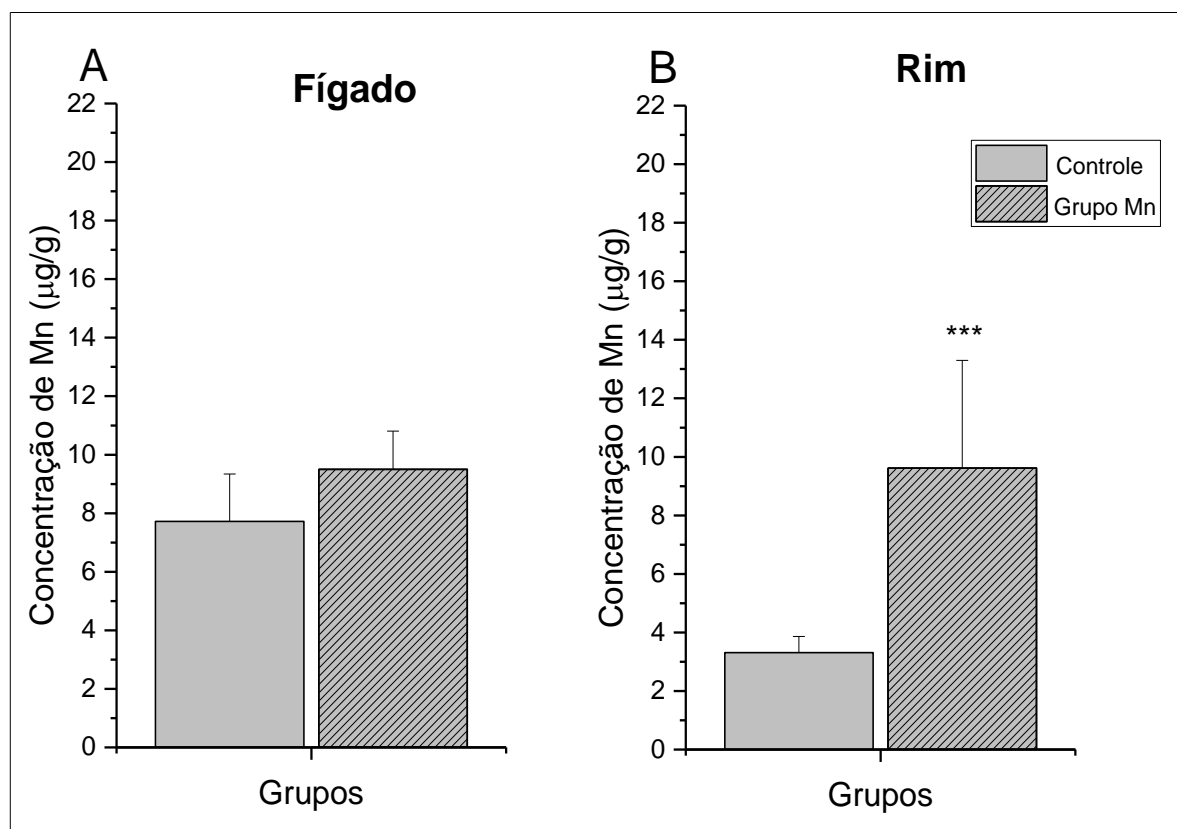 A
Fígado
22
20
18
16
14
12
10
8
6
4
2
0
Concentração de Mn (μg/g)
Grupos
B
Rim
22
20
18
16
14
12
10
8
6
4
2
0
Concentração de Mn (μg/g)
Controle
Grupo Mn
***
Grupos